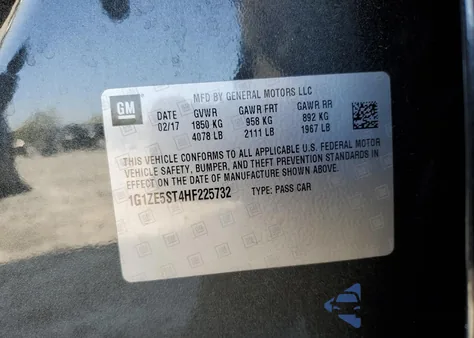 GM
MFD BY GENERAL MOTORS LLC
DATE GVWR GAWR FRT GAWR RR
02/17 1850 KG 958 KG 892 KG
4078 LB 2111 LB 1967 LB
THIS VEHICLE CONFORMS TO ALL APPLICABLE U.S. FEDERAL MOTOR
VEHICLE SAFETY, BUMPER, AND THEFT PREVENTION STANDARDS IN
EFFECT ON THE DATE OF MANUFACTURE SHOWN ABOVE.
1G1ZE5ST4HF225732 TYPE: PASS CAR